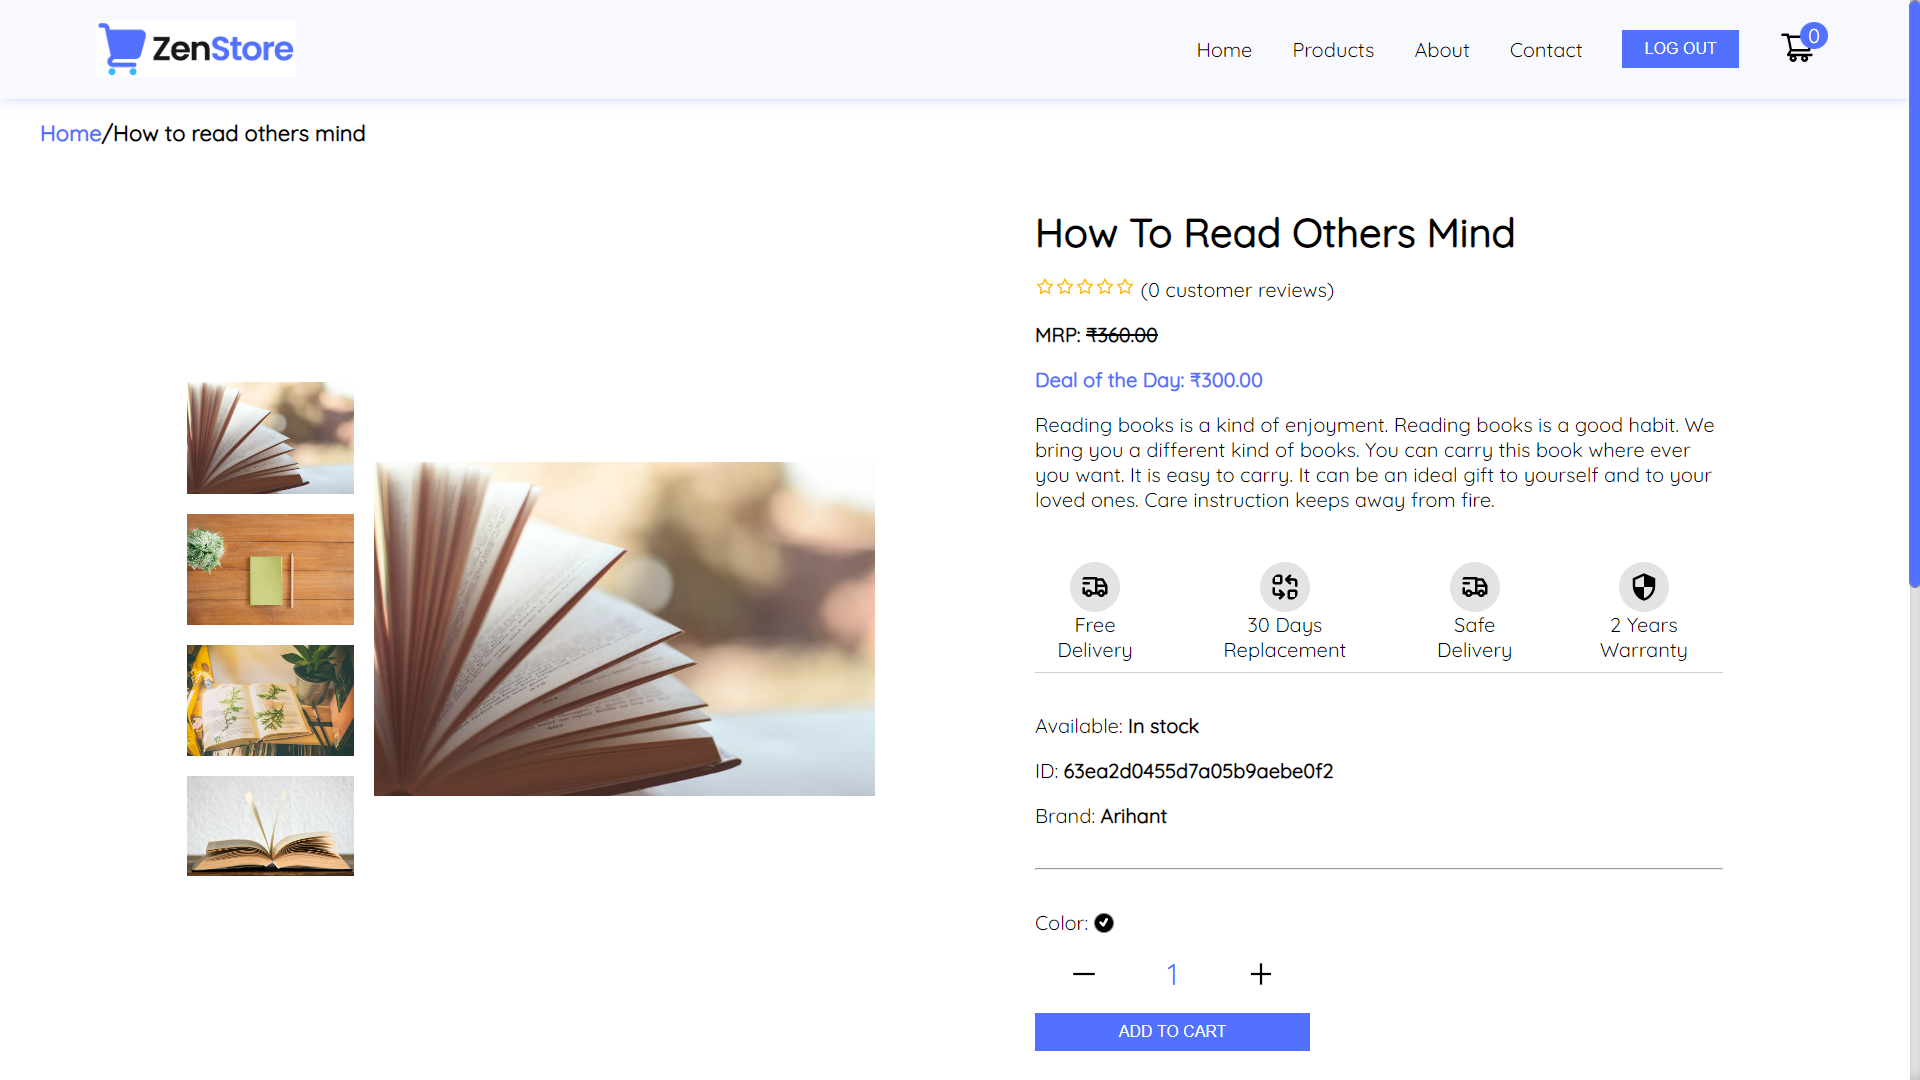 ZenStore
Home
Products
About
Contact
LOG OUT
0
Home/How to read others mind
How To Read Others Mind
(0 customer reviews)
MRP: ₹360.00
Deal of the Day: ₹300.00
Reading books is a kind of enjoyment. Reading books is a good habit. We
bring you a different kind of books. You can carry this book where ever
you want. It is easy to carry. It can be an ideal gift to yourself and to your
loved ones. Care instruction keeps away from fire.
Free
Delivery
30 Days
Replacement
Safe
Delivery
2 Years
Warranty
Available: In stock
ID: 63ea2d0455d7a05b9aebe0f2
Brand: Arihant
Color:
1
ADD TO CART